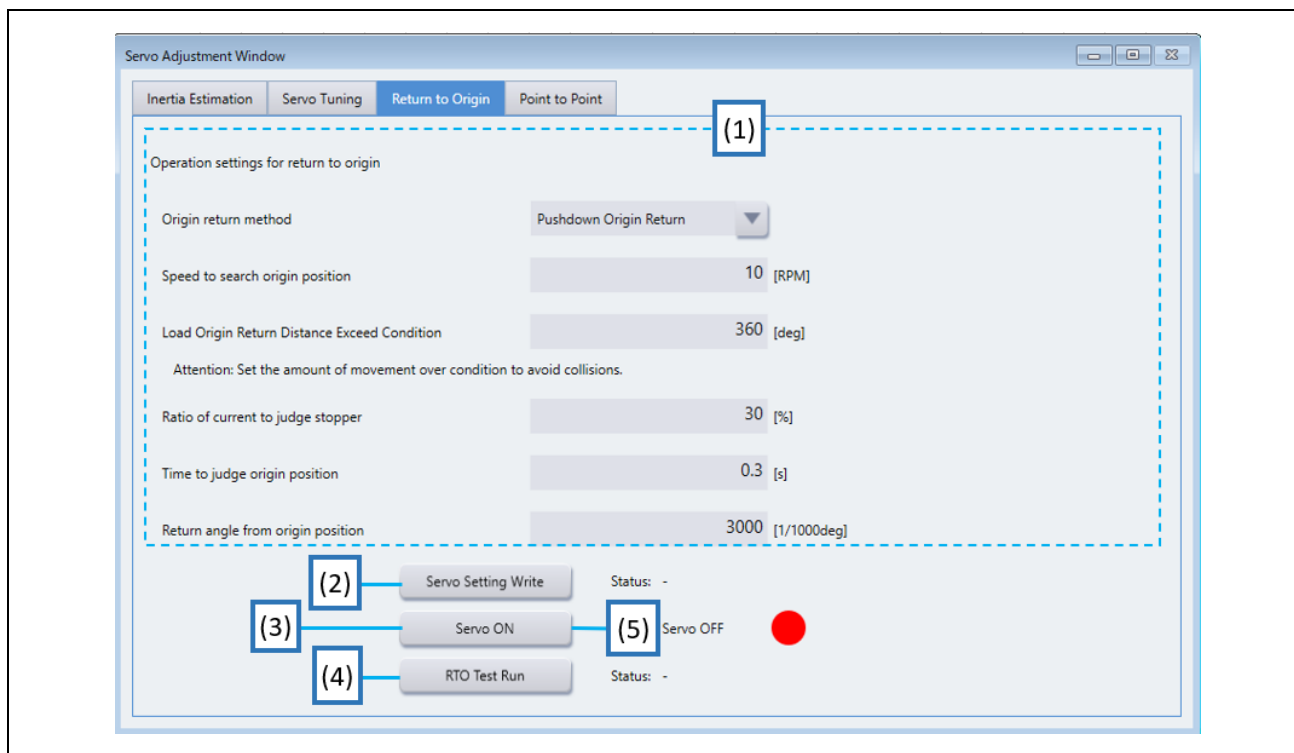 Servo Adjustment Window
Inertia Estimation Servo Tuning Return to Origin Point to Point
(1)
Operation settings for return to origin
Origin return method Pushdown Origin Return
Speed to search origin position 10 [RPM]
Load Origin Return Distance Exceed Condition 360 [deg]
Attention: Set the amount of movement over condition to avoid collisions.
Ratio of current to judge stopper 30 [%]
Time to judge origin position 0.3 [s]
Return angle from origin position 3000 [1/1000deg]
(2) Servo Setting Write Status: -
(3) Servo ON (5) Servo OFF
(4) RTO Test Run Status: -